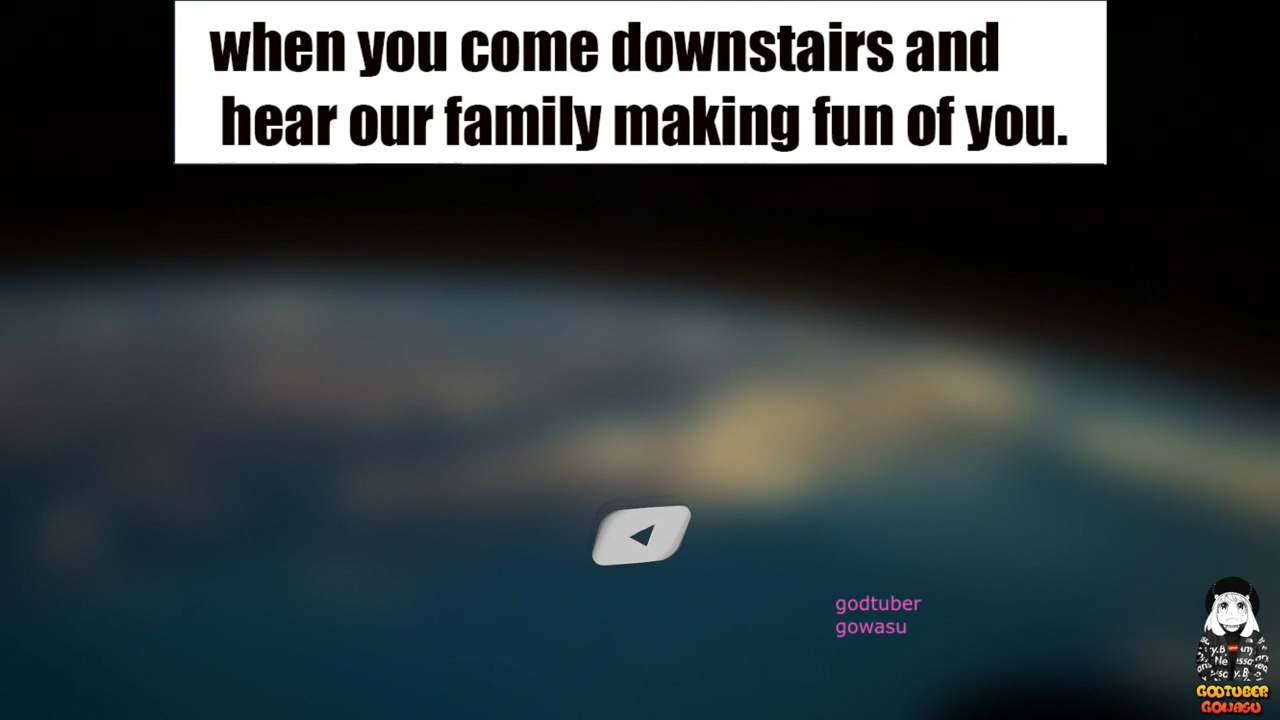 when you come downstairs and
hear our family making fun of you.
godtuber
gowasu
GODTUBER
GOWASU